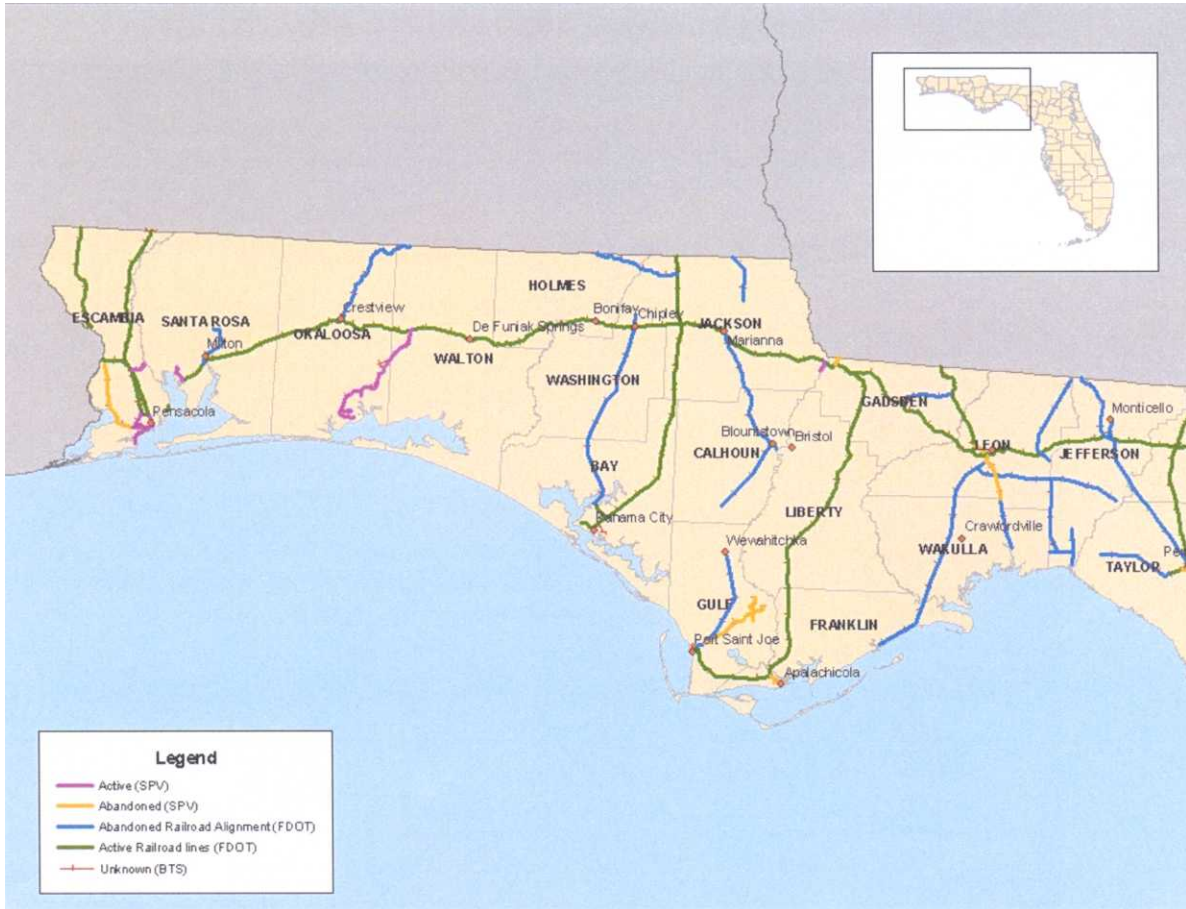 HOLMES
Crestview
Bonifay
Chipley
ESCAMBIA
SANTA ROSA
OKALOOSA
De Funiak Springs
JACKSON
Marianna
Milton
WALTON
WASHINGTON
GADSDEN
Pensacola
Monticello
Blountstown
Bristol
LEON
CALHOUN
JEFFERSON
BAY
Panama City
LIBERTY
Crawfordville
Wewahitchka
WAKULLA
TAYLOR
GULF
FRANKLIN
Port Saint Joe
Apalachicola
Legend
Active (SPV)
Abandoned (SPV)
Abandoned Railroad Alignment (FDOT)
Active Railroad lines (FDOT)
Unknown (BTS)